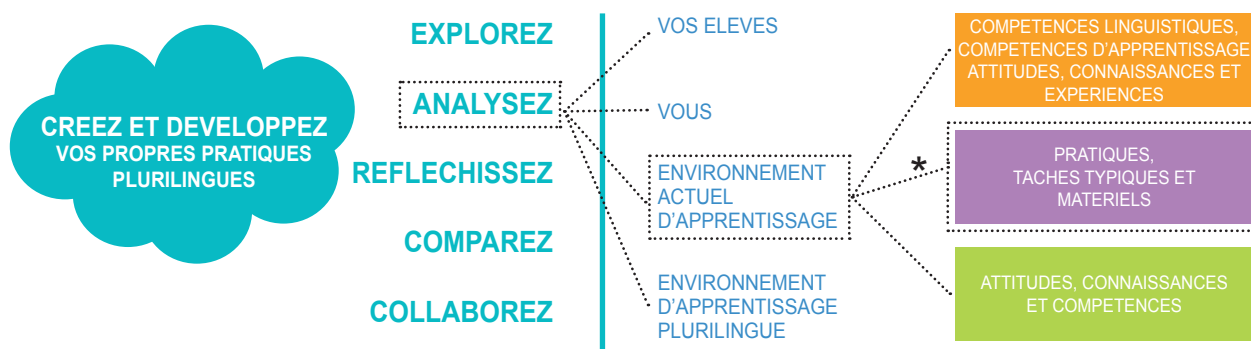 CREEZ ET DEVELOPPEZ
VOS PROPRES PRATIQUES
PLURILINGUES
EXPLOREZ
ANALYSEZ
REFLECHISSEZ
COMPAREZ
COLLABOREZ
VOS ELEVES
VOUS
ENVIRONNEMENT
ACTUEL
D'APPRENTISSAGE
ENVIRONNEMENT
D'APPRENTISSAGE
PLURILINGUE
*
COMPETENCES LINGUISTIQUES,
COMPETENCES D'APPRENTISSAGE
ATTITUDES, CONNAISSANCES ET
EXPERIENCES
PRATIQUES,
TACHES TYPIQUES ET
MATERIELS
ATTITUDES, CONNAISSANCES
ET COMPETENCES